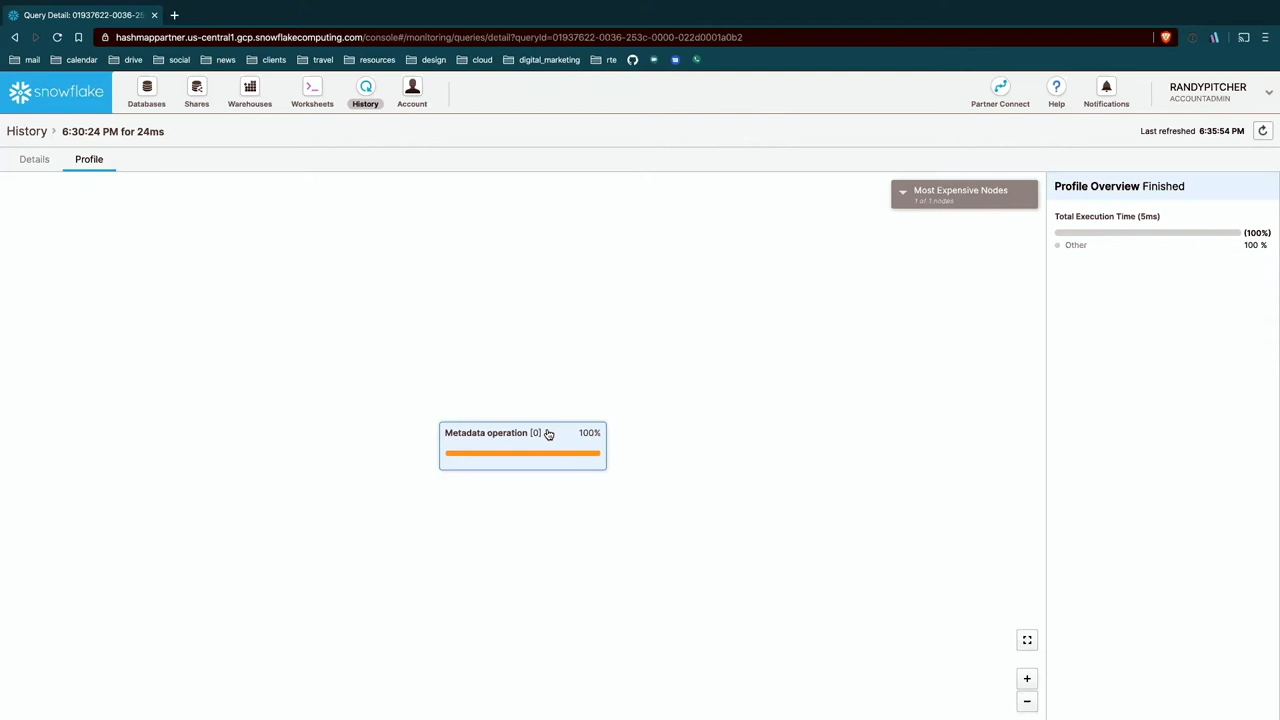 Query Detail: 01937622-0036-25
hashmappartner.us-central1.gcp.snowflakecomputing.com/console#/monitoring/queries/detail?queryId=01937622-0036-253c-0000-022d0001a0b2
mail calendar drive social news clients travel resources design cloud digital_marketing rte
snowflake
Databases Shares Warehouses Worksheets History Account
Partner Connect Help Notifications
RANDYPITCHER
ACCOUNTADMIN
History 6:30:24 PM for 24ms
Last refreshed 6:35:54 PM
Details Profile
Most Expensive Nodes
1 of 1 nodes
Profile Overview Finished
Total Execution Time (5ms)
(100%)
Other 100 %
Metadata operation [0] 100%
+
−